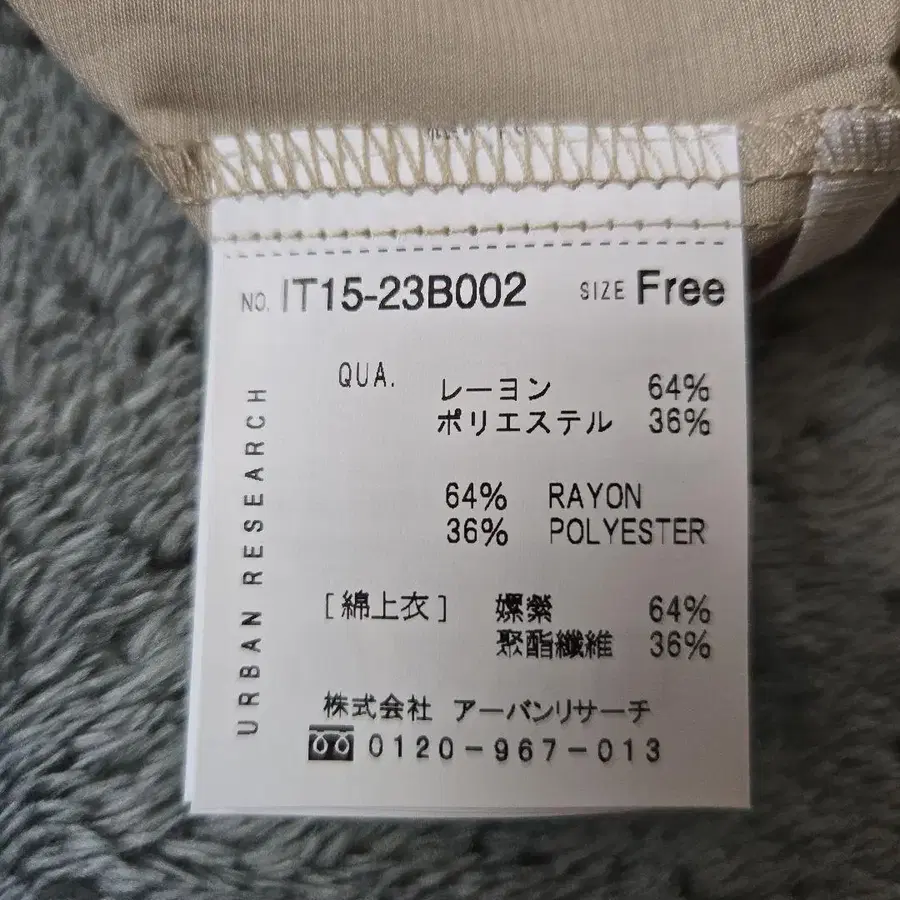 NO. IT15-23B002 SIZE Free
QUA. レーヨン 64%
ポリエステル 36%
64% RAYON
36% POLYESTER
[綿上衣] 嫘縈 64%
聚酯纖維 36%
株式会社 アーバンリサーチ
0120-967-013
URBAN RESEARCH